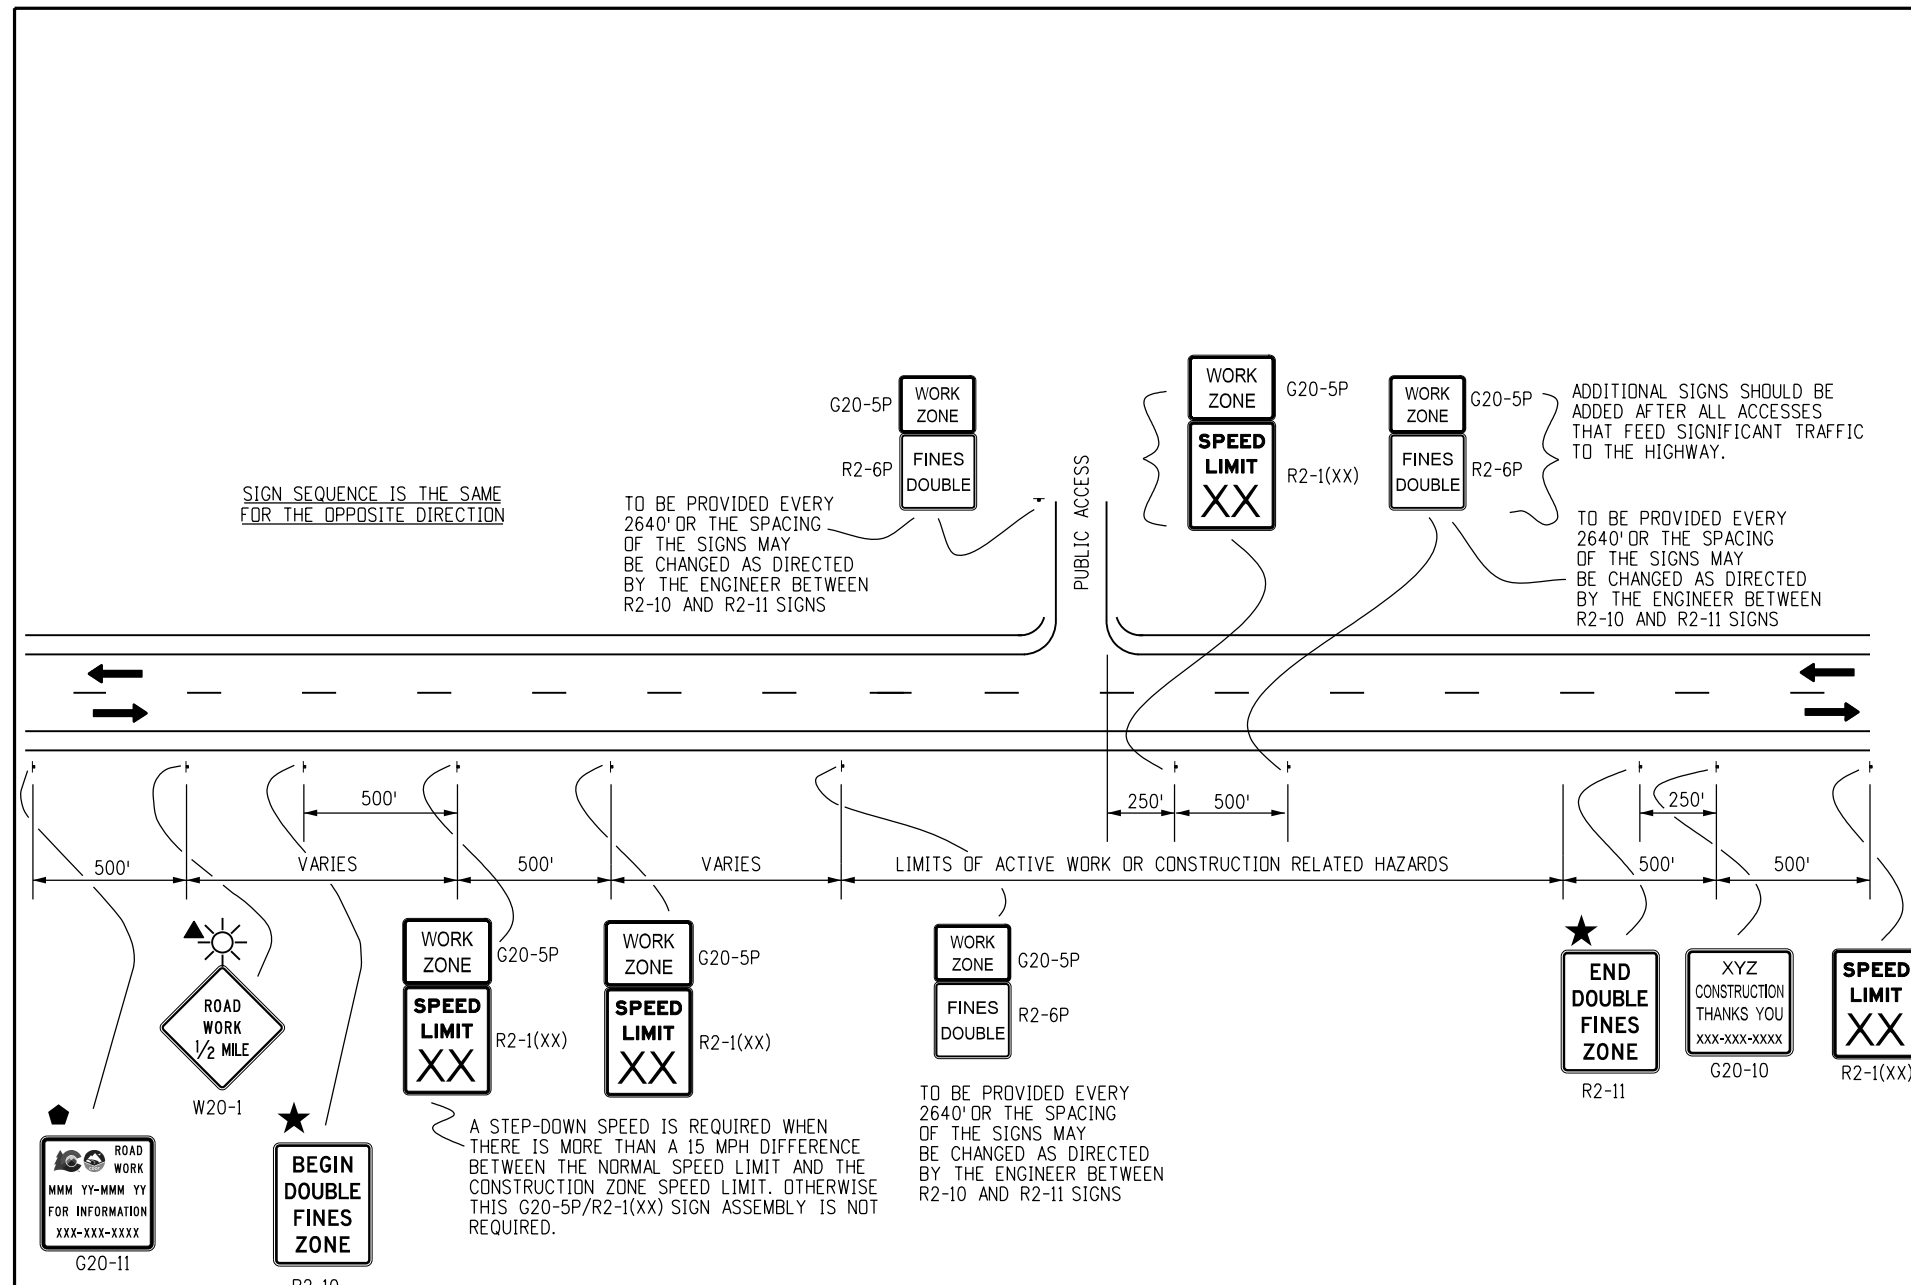 WORK
ZONE
G20-5P
FINES
DOUBLE
R2-6P
TO BE PROVIDED EVERY
2640' OR THE SPACING
OF THE SIGNS MAY
BE CHANGED AS DIRECTED
BY THE ENGINEER BETWEEN
R2-10 AND R2-11 SIGNS
SIGN SEQUENCE IS THE SAME
FOR THE OPPOSITE DIRECTION
PUBLIC ACCESS
WORK
ZONE
G20-5P
SPEED
LIMIT
XX
R2-1(XX)
WORK
ZONE
G20-5P
FINES
DOUBLE
R2-6P
ADDITIONAL SIGNS SHOULD BE
ADDED AFTER ALL ACCESSES
THAT FEED SIGNIFICANT TRAFFIC
TO THE HIGHWAY.
TO BE PROVIDED EVERY
2640' OR THE SPACING
OF THE SIGNS MAY
BE CHANGED AS DIRECTED
BY THE ENGINEER BETWEEN
R2-10 AND R2-11 SIGNS
500'
250'
500'
250'
500'
VARIES
500'
VARIES
LIMITS OF ACTIVE WORK OR CONSTRUCTION RELATED HAZARDS
500'
500'
ROAD
WORK
MMM YY-MMM YY
FOR INFORMATION
XXX-XXX-XXXX
G20-11
ROAD
WORK
1/2 MILE
W20-1
BEGIN
DOUBLE
FINES
ZONE
R2-10
WORK
ZONE
G20-5P
SPEED
LIMIT
XX
R2-1(XX)
A STEP-DOWN SPEED IS REQUIRED WHEN
THERE IS MORE THAN A 15 MPH DIFFERENCE
BETWEEN THE NORMAL SPEED LIMIT AND THE
CONSTRUCTION ZONE SPEED LIMIT. OTHERWISE
THIS G20-5P/R2-1(XX) SIGN ASSEMBLY IS NOT
REQUIRED.
WORK
ZONE
G20-5P
SPEED
LIMIT
XX
R2-1(XX)
WORK
ZONE
G20-5P
FINES
DOUBLE
R2-6P
TO BE PROVIDED EVERY
2640' OR THE SPACING
OF THE SIGNS MAY
BE CHANGED AS DIRECTED
BY THE ENGINEER BETWEEN
R2-10 AND R2-11 SIGNS
END
DOUBLE
FINES
ZONE
R2-11
XYZ
CONSTRUCTION
THANKS YOU
XXX-XXX-XXXX
G20-10
SPEED
LIMIT
XX
R2-1(XX)